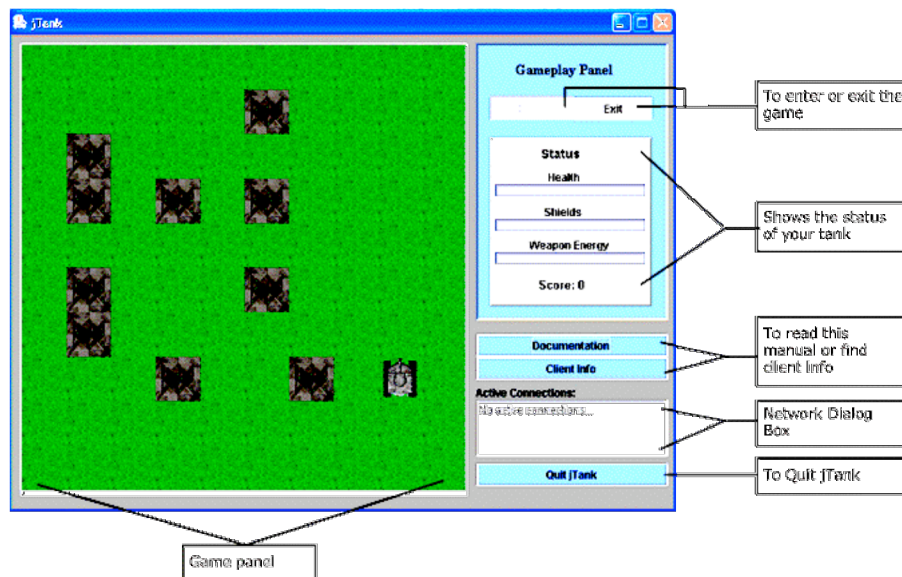 jTank
Gameplay Panel
Exit
Status
Health
Shields
Weapon Energy
Score: 0
Documentation
Client Info
Active Connections:
No active connections...
Quit jTank
To enter or exit the
game
Shows the status
of your tank
To read this
manual or find
client info
Network Dialog
Box
To Quit jTank
Game panel